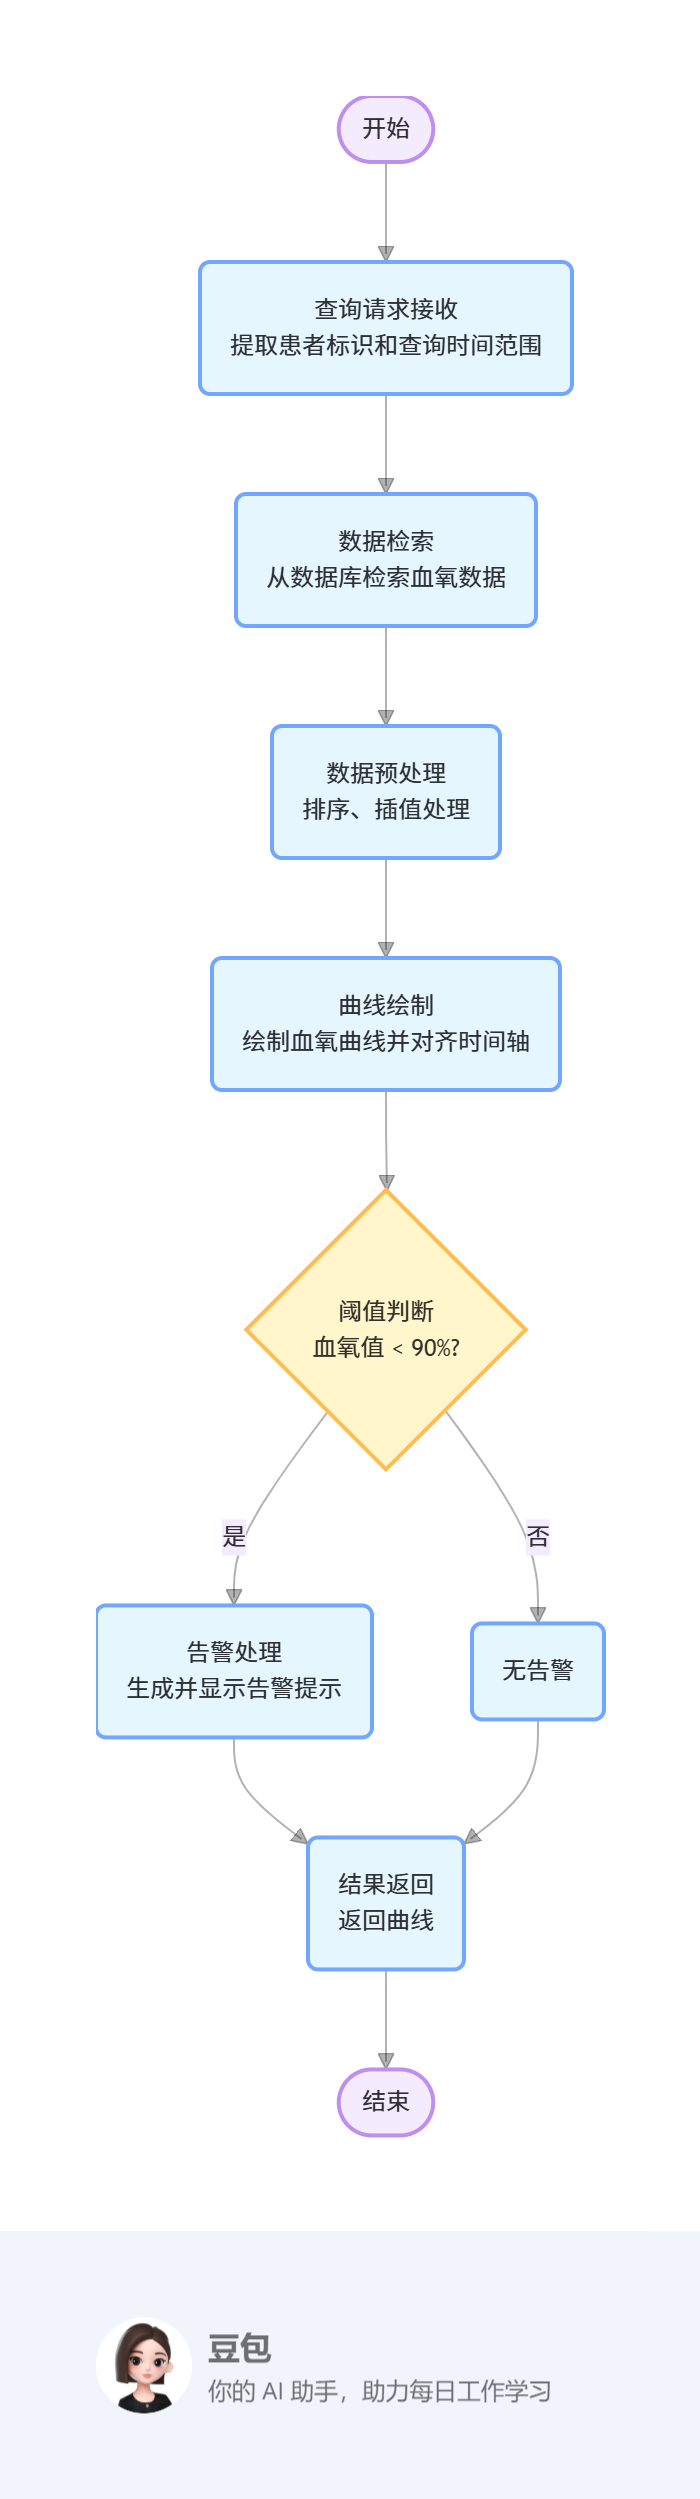 开始
查询请求接收
提取患者标识和查询时间范围
数据检索
从数据库检索血氧数据
数据预处理
排序、插值处理
曲线绘制
绘制血氧曲线并对齐时间轴
阈值判断
血氧值 < 90%?
是
否
告警处理
生成并显示告警提示
无告警
结果返回
返回曲线
结束
豆包
你的 AI 助手，助力每日工作学习